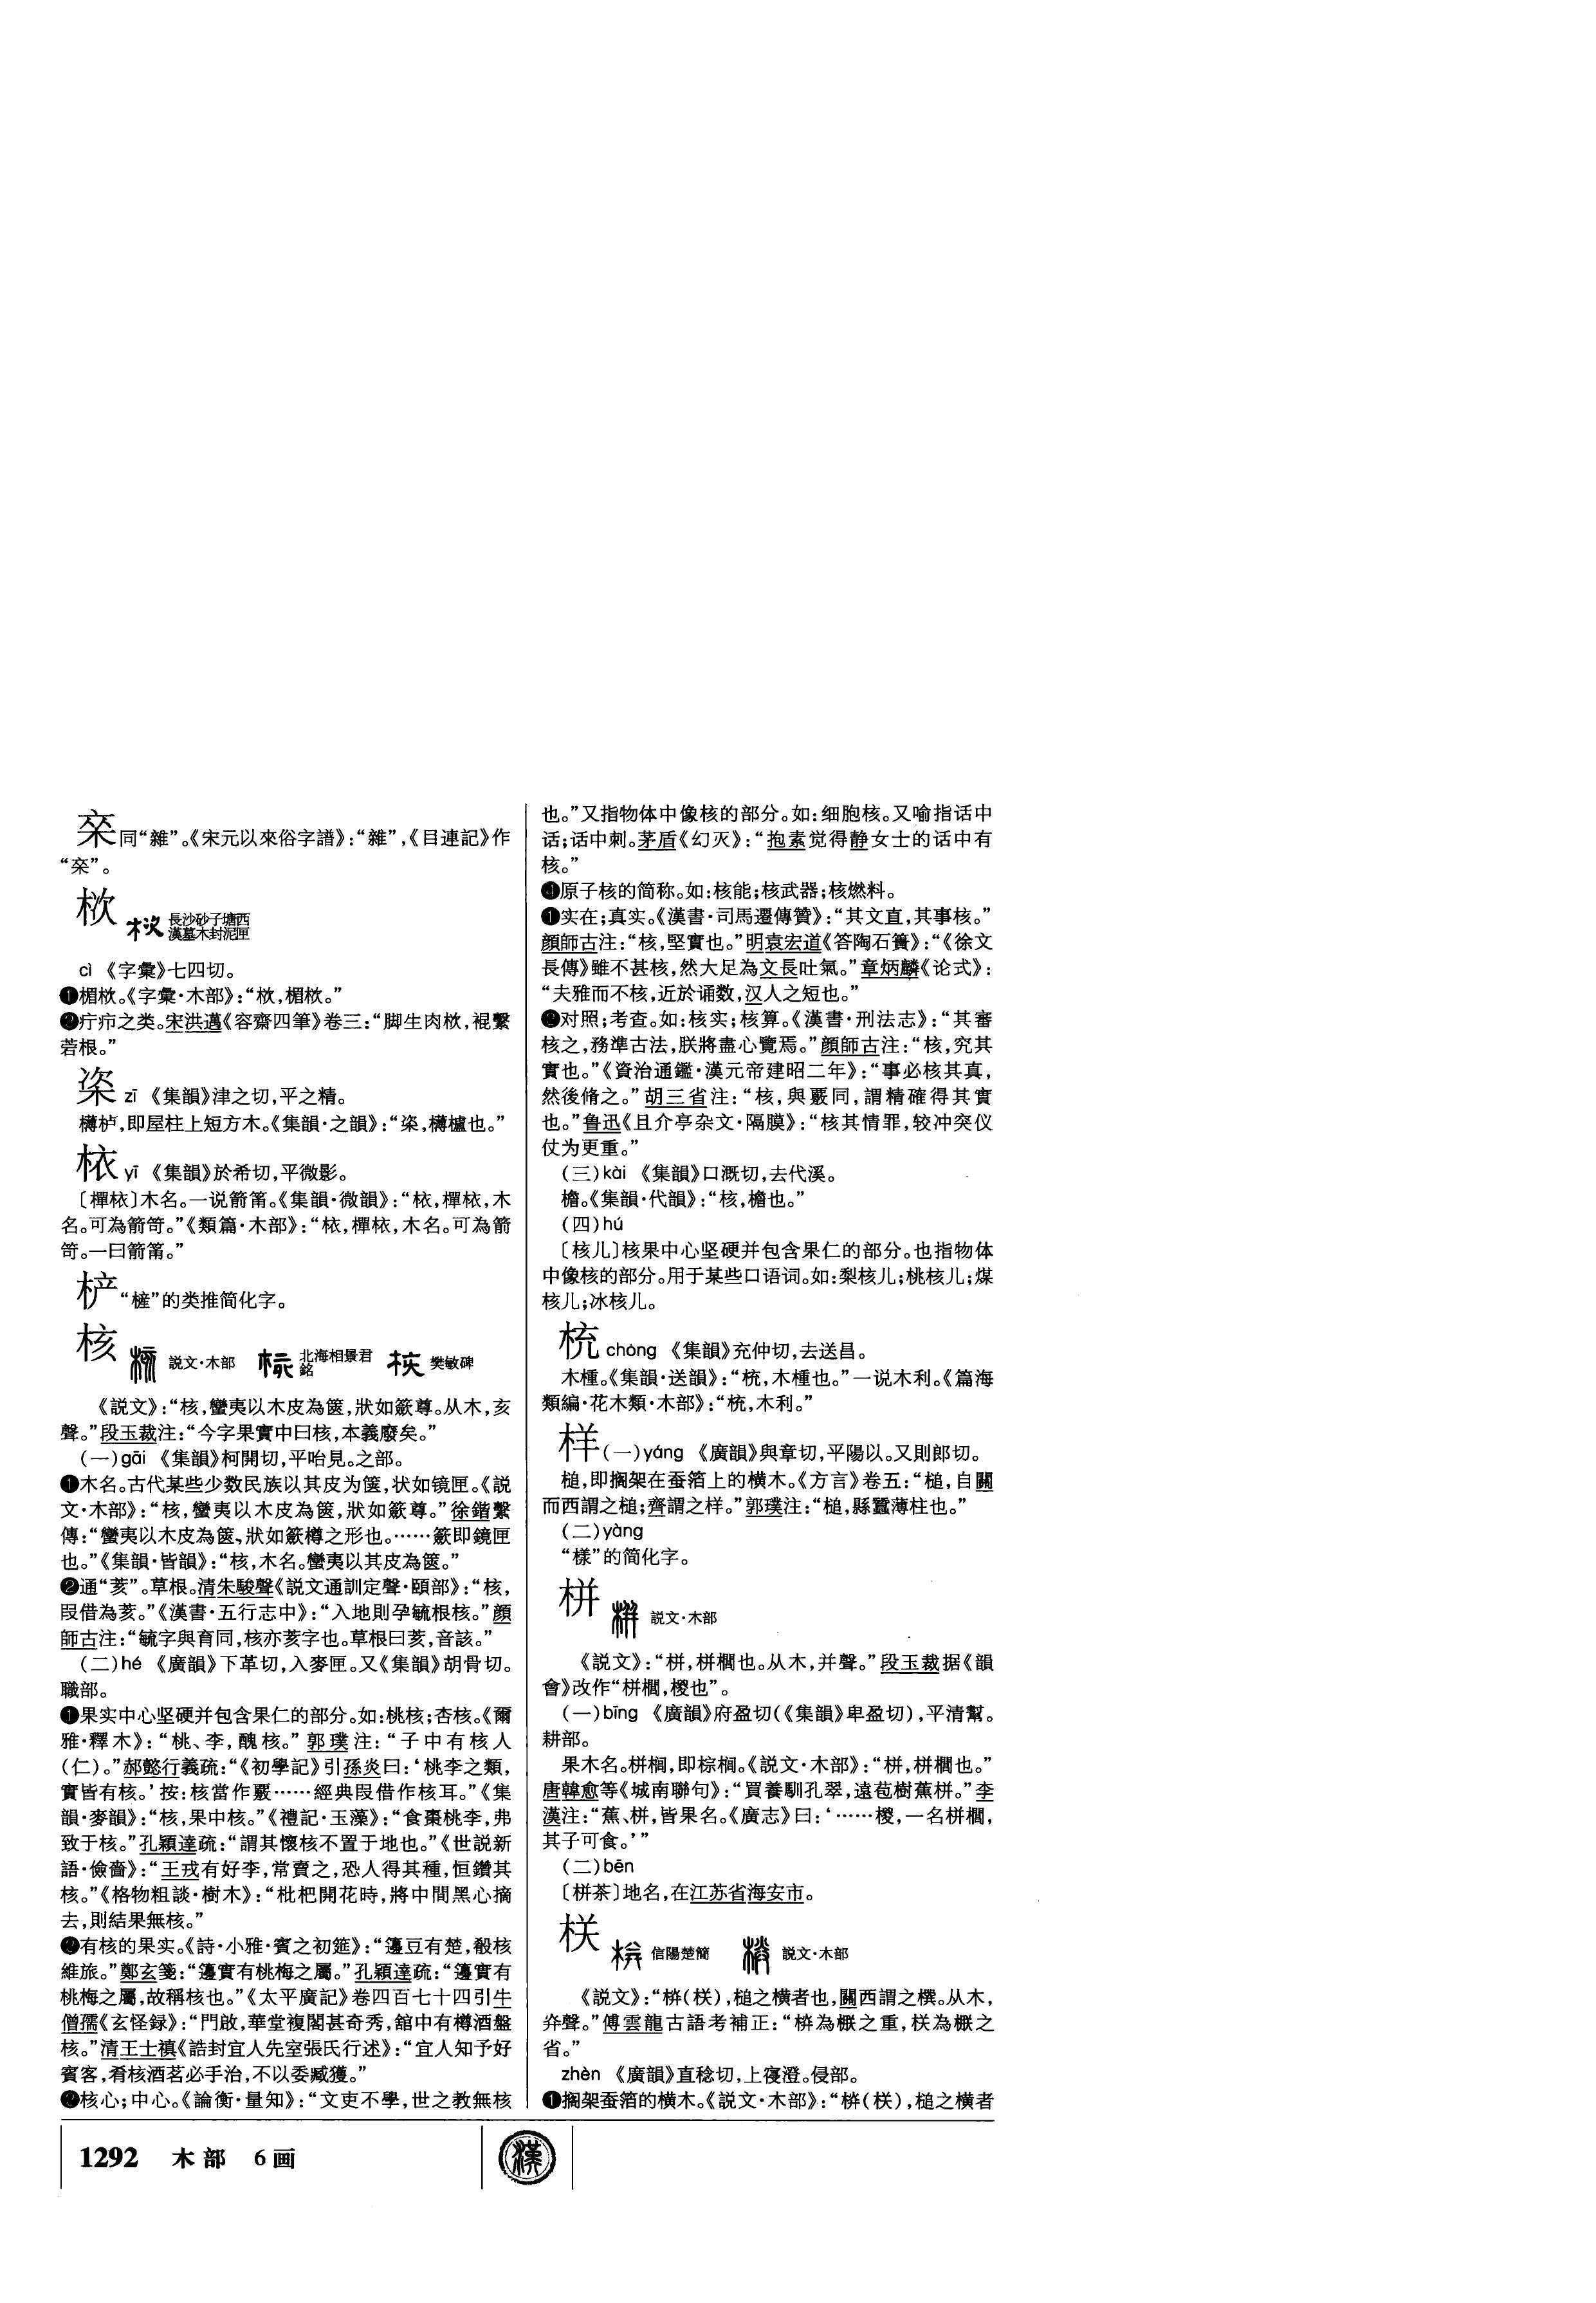 亲同“雜”。《宋元以來俗字譜》：“雜”，《目連記》作
“亲”。
栨 長沙砂子塘西
漢墓木封泥匣
cì 《字彙》七四切。
❶楣栨。《字彙·木部》：“栨，楣栨。”
❷疔疖之类。宋洪邁《容齋四筆》卷三：“脚生肉栨，裩繫
若根。”
栥 zī 《集韻》津之切，平之精。
欂栌，即屋柱上短方木。《集韻·之韻》：“栥，欂櫨也。”
㭲 yī 《集韻》於希切，平微影。
〔樿㭲〕木名。一说箭筩。《集韻·微韻》：“㭲，樿㭲，木
名。可為箭笴。”《類篇·木部》：“㭲，樿㭲，木名。可為箭
笴。一曰箭筩。”
浐“㯆”的类推简化字。
核 説文·木部 北海相景君
銘 樊敏碑
《説文》：“核，蠻夷以木皮為篋，狀如籢尊。从木，亥
聲。”段玉裁注：“今字果實中曰核，本義廢矣。”
（一）gāi 《集韻》柯開切，平咍見。之部。
❶木名。古代某些少数民族以其皮为箧，状如镜匣。《説
文·木部》：“核，蠻夷以木皮為篋，狀如籢尊。”徐鍇繫
傳：“蠻夷以木皮為篋，狀如籢樽之形也。……籢即鏡匣
也。”《集韻·皆韻》：“核，木名。蠻夷以其皮為篋。”
❷通“荄”。草根。清朱駿聲《説文通訓定聲·頤部》：“核，
叚借為荄。”《漢書·五行志中》：“入地則孕毓根核。”顔
師古注：“毓字與育同，核亦荄字也。草根曰荄，音該。”
（二）hé 《廣韻》下革切，入麥匣。又《集韻》胡骨切。
職部。
❶果实中心坚硬并包含果仁的部分。如：桃核；杏核。《爾
雅·釋木》：“桃、李，醜核。”郭璞注：“子中有核人
（仁）。”郝懿行義疏：“《初學記》引孫炎曰：‘桃李之類，
實皆有核。’按：核當作覈……經典叚借作核耳。”《集
韻·麥韻》：“核，果中核。”《禮記·玉藻》：“食棗桃李，弗
致于核。”孔穎達疏：“謂其懷核不置于地也。”《世説新
語·儉嗇》：“王戎有好李，常賣之，恐人得其種，恒鑽其
核。”《格物粗談·樹木》：“枇杷開花時，將中間黑心摘
去，則結果無核。”
❷有核的果实。《詩·小雅·賓之初筵》：“籩豆有楚，殽核
維旅。”鄭玄箋：“籩實有桃梅之屬。”孔穎達疏：“籩實有
桃梅之屬，故稱核也。”《太平廣記》卷四百七十四引牛
僧孺《玄怪録》：“門啟，華堂複閣甚奇秀，舘中有樽酒盤
核。”清王士禛《誥封宜人先室張氏行述》：“宜人知予好
賓客，肴核酒茗必手治，不以委臧獲。”
❸核心；中心。《論衡·量知》：“文吏不學，世之教無核
也。”又指物体中像核的部分。如：细胞核。又喻指话中
话；话中刺。茅盾《幻灭》：“抱素觉得静女士的话中有
核。”
❹原子核的简称。如：核能；核武器；核燃料。
❶实在；真实。《漢書·司馬遷傳贊》：“其文直，其事核。”
顔師古注：“核，堅實也。”明袁宏道《答陶石簣》：“《徐文
長傳》雖不甚核，然大足為文長吐氣。”章炳麟《论式》：
“夫雅而不核，近於诵数，汉人之短也。”
❷对照；考查。如：核实；核算。《漢書·刑法志》：“其審
核之，務準古法，朕將盡心覽焉。”顔師古注：“核，究其
實也。”《資治通鑑·漢元帝建昭二年》：“事必核其真，
然後脩之。”胡三省注：“核，與覈同，謂精確得其實
也。”鲁迅《且介亭杂文·隔膜》：“核其情罪，较冲突仪
仗为更重。”
（三）kài 《集韻》口溉切，去代溪。
檐。《集韻·代韻》：“核，檐也。”
（四）hú
〔核儿〕核果中心坚硬并包含果仁的部分。也指物体
中像核的部分。用于某些口语词。如：梨核儿；桃核儿；煤
核儿；冰核儿。
㭜 chòng 《集韻》充仲切，去送昌。
木㮔。《集韻·送韻》：“㭜，木㮔也。”一说木利。《篇海
類編·花木類·木部》：“㭜，木利。”
样（一）yáng 《廣韻》與章切，平陽以。又則郎切。
槌，即搁架在蚕箔上的横木。《方言》卷五：“槌，自關
而西謂之槌；齊謂之样。”郭璞注：“槌，縣蠶薄柱也。”
（二）yàng
“樣”的简化字。
栟 説文·木部
《説文》：“栟，栟櫚也。从木，并聲。”段玉裁据《韻
會》改作“栟櫚，椶也”。
（一）bīng 《廣韻》府盈切（《集韻》卑盈切），平清幫。
耕部。
果木名。栟榈，即棕榈。《説文·木部》：“栟，栟櫚也。”
唐韓愈等《城南聯句》：“買養馴孔翠，遠苞樹蕉栟。”李
漢注：“蕉、栟，皆果名。《廣志》曰：‘……椶，一名栟櫚，
其子可食。’”
（二）bēn
〔栟茶〕地名，在江苏省海安市。
栚 信陽楚簡 説文·木部
《説文》：“㮳（栚），槌之横者也，關西謂之㯢。从木，
灷聲。”傅雲龍古語考補正：“㮳為橛之重，栚為橛之
省。”
zhèn 《廣韻》直稔切，上寑澄。侵部。
❶搁架蚕箔的横木。《説文·木部》：“㮳（栚），槌之横者
1292 木部 6画
漢